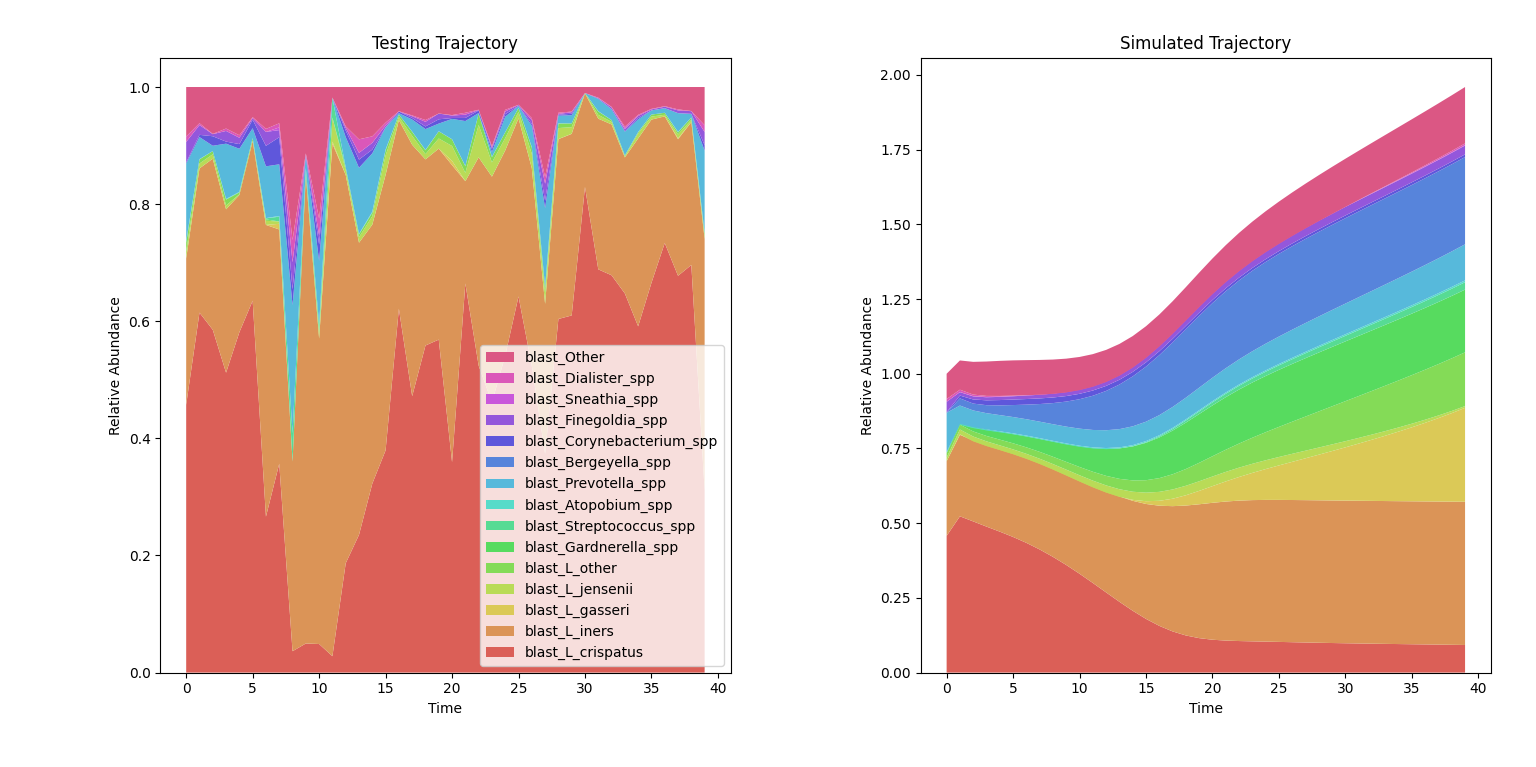 Testing Trajectory
Relative Abundance
1.0
0.8
0.6
0.4
0.2
0.0
blast_Other
blast_Dialister_spp
blast_Sneathia_spp
blast_Finegoldia_spp
blast_Corynebacterium_spp
blast_Bergeyella_spp
blast_Prevotella_spp
blast_Atopobium_spp
blast_Streptococcus_spp
blast_Gardnerella_spp
blast_L_other
blast_L_jensenii
blast_L_gasseri
blast_L_iners
blast_L_crispatus
0 5 10 15 20 25 30 35 40
Time
Simulated Trajectory
Relative Abundance
2.00
1.75
1.50
1.25
1.00
0.75
0.50
0.25
0.00
0 5 10 15 20 25 30 35 40
Time